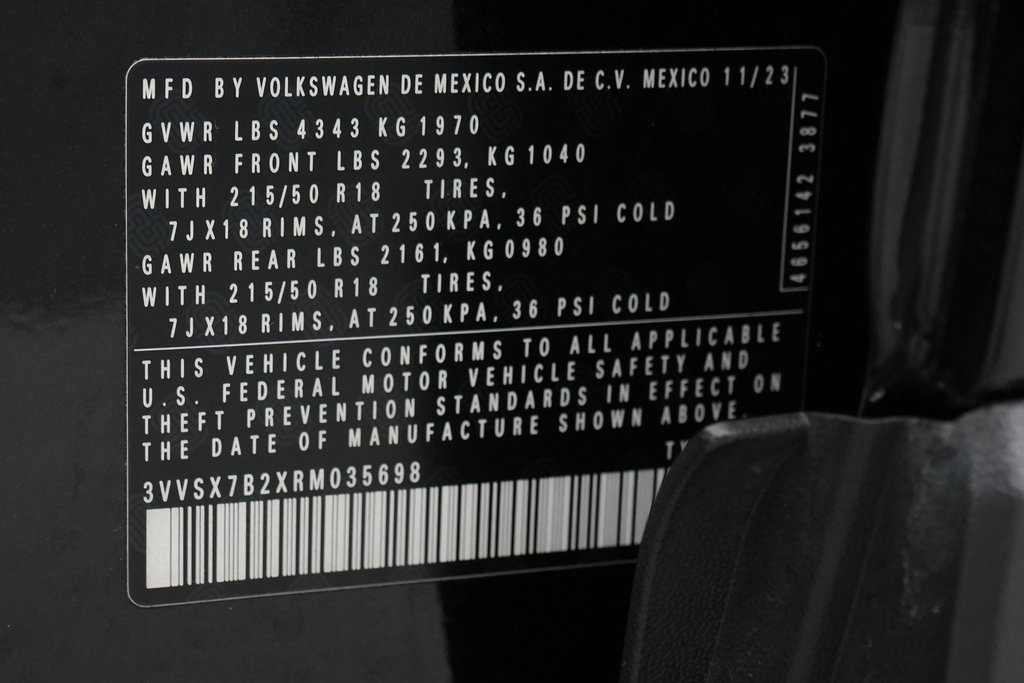 MFD BY VOLKSWAGEN DE MEXICO S.A. DE C.V. MEXICO 11/23
GVWR LBS 4343 KG 1970
GAWR FRONT LBS 2293, KG 1040
WITH 215/50 R18 TIRES,
7J X18 RIMS, AT 250 KPA, 36 PSI COLD
GAWR REAR LBS 2161, KG 0980
WITH 215/50 R18 TIRES,
7J X18 RIMS, AT 250 KPA, 36 PSI COLD
4656142 3877
THIS VEHICLE CONFORMS TO ALL APPLICABLE
U.S. FEDERAL MOTOR VEHICLE SAFETY AND
THEFT PREVENTION STANDARDS IN EFFECT ON
THE DATE OF MANUFACTURE SHOWN ABOVE.
3VVSX7B2XRM035698